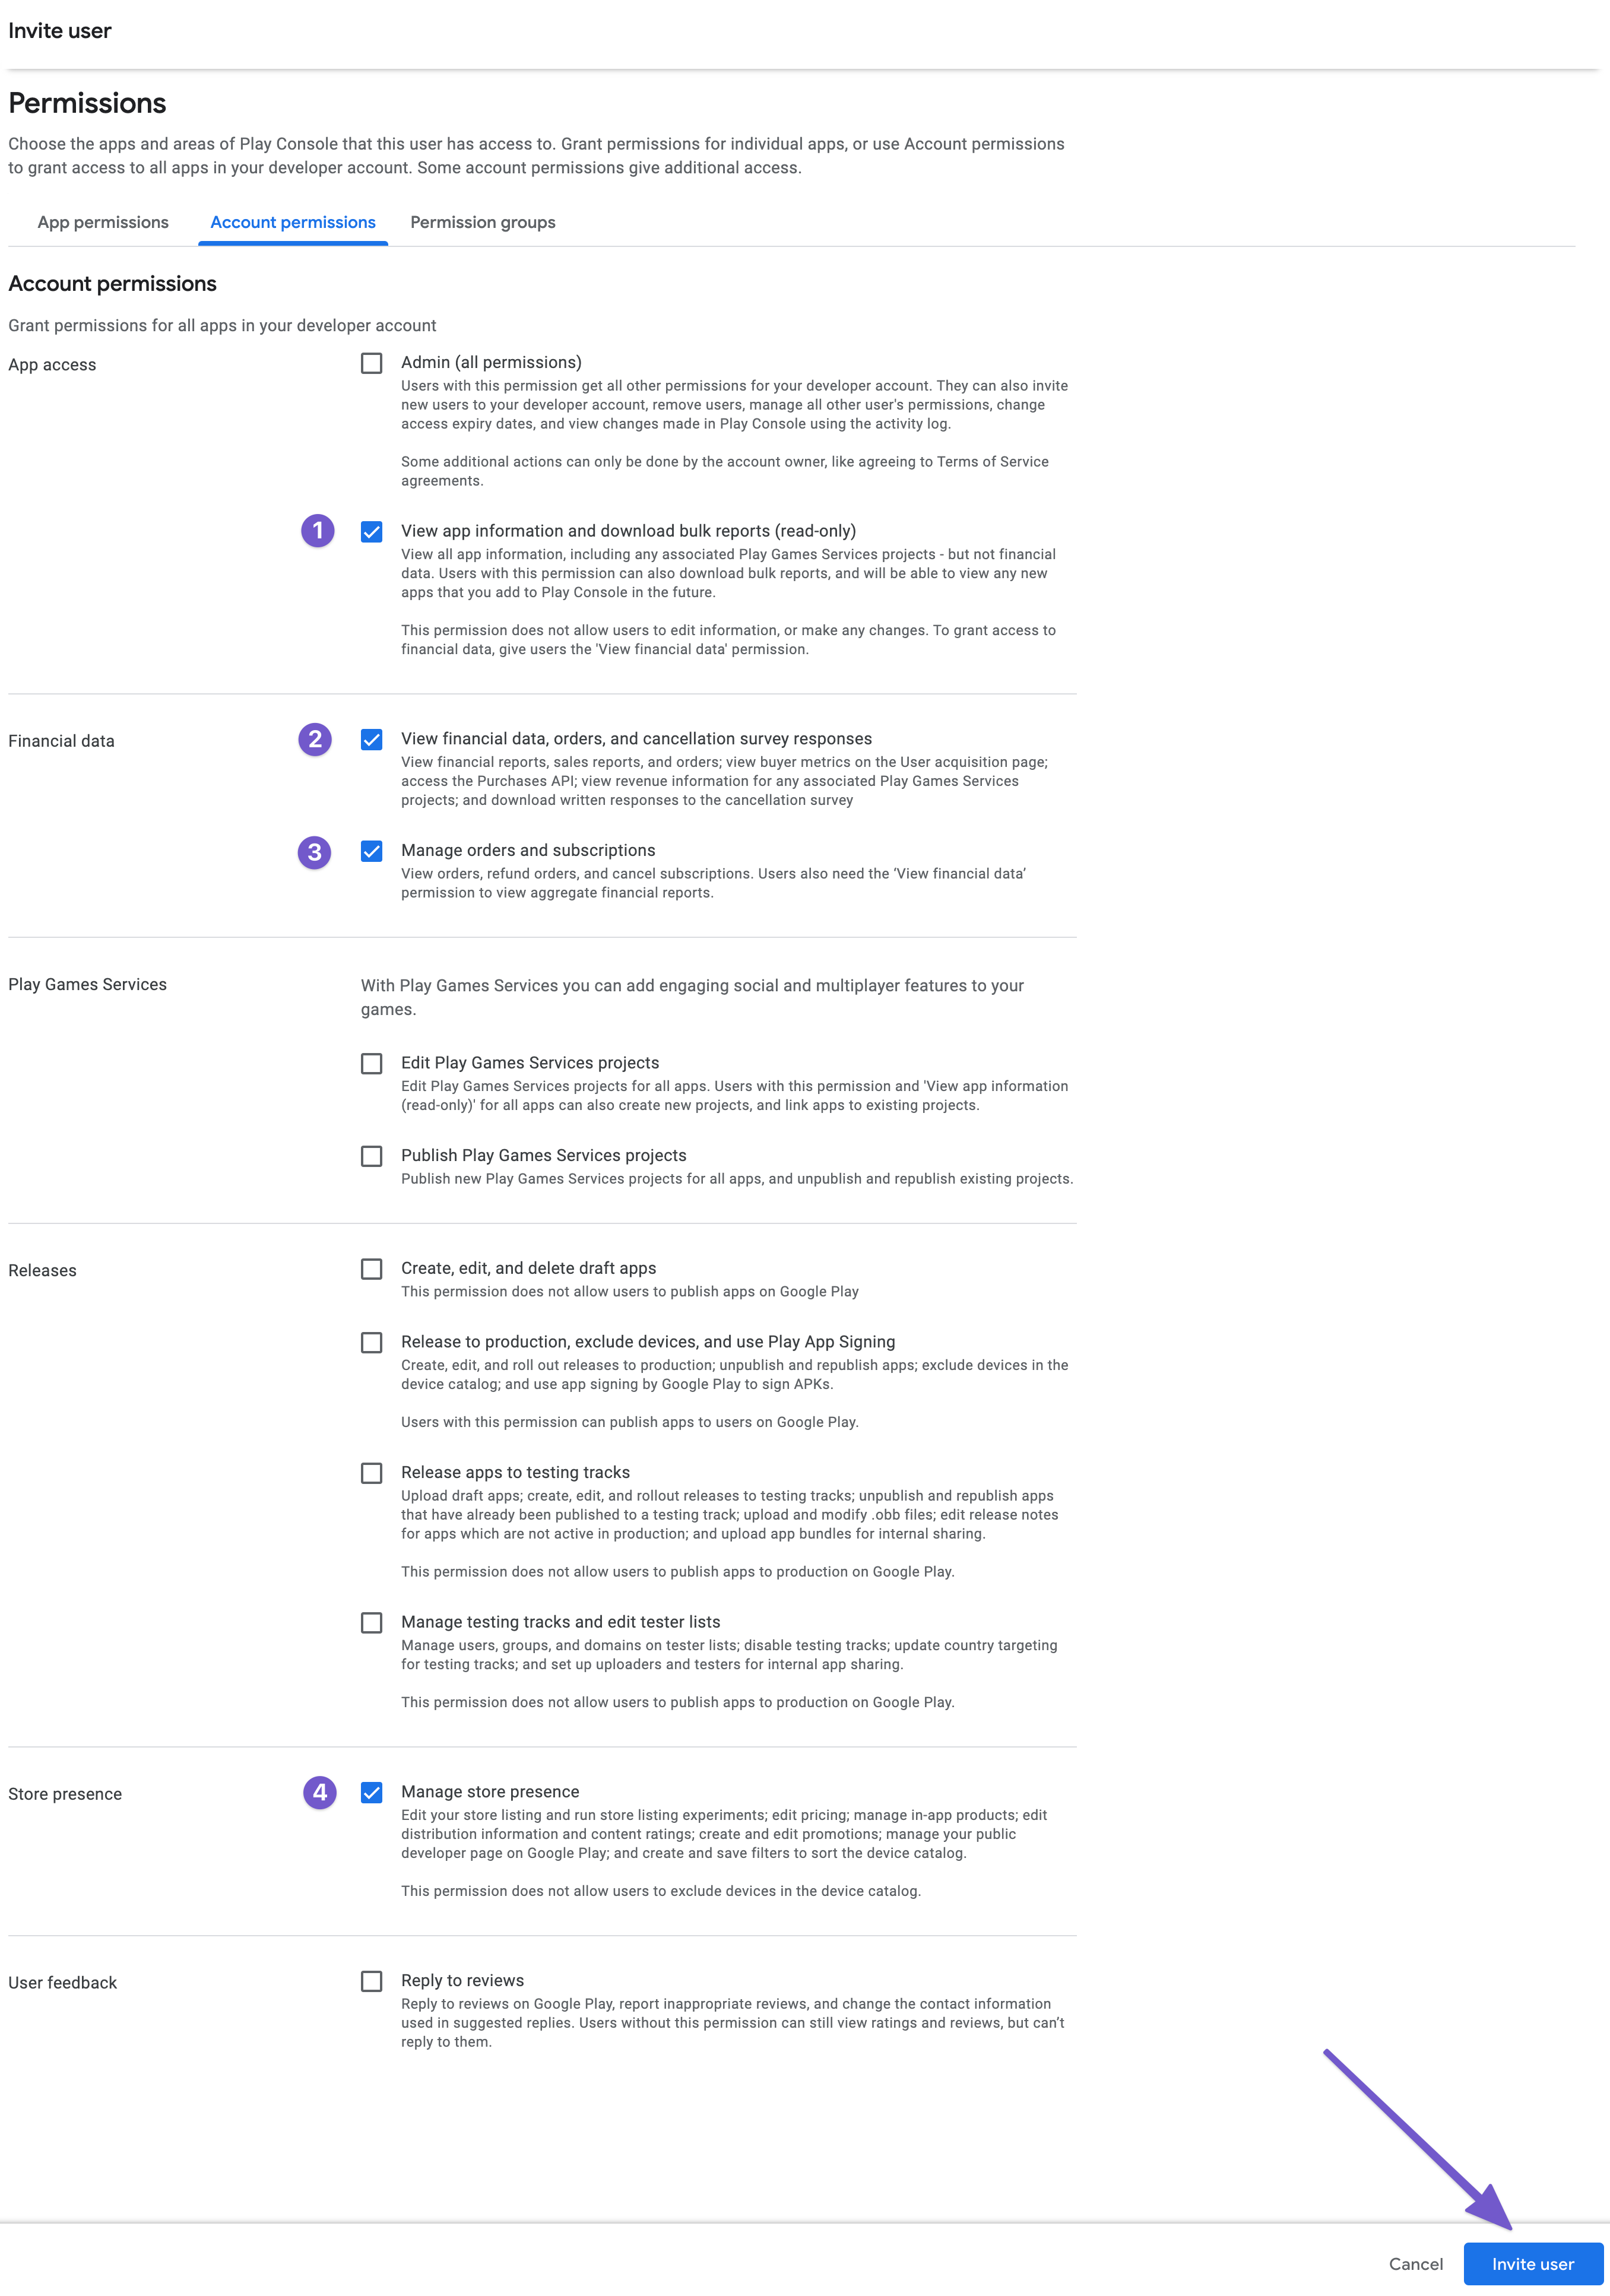 Invite user
Permissions
Choose the apps and areas of Play Console that this user has access to. Grant permissions for individual apps, or use Account permissions
to grant access to all apps in your developer account. Some account permissions give additional access.
App permissions
Account permissions
Permission groups
Account permissions
Grant permissions for all apps in your developer account
App access
Admin (all permissions)
Users with this permission get all other permissions for your developer account. They can also invite
new users to your developer account, remove users, manage all other user's permissions, change
access expiry dates, and view changes made in Play Console using the activity log.
Some additional actions can only be done by the account owner, like agreeing to Terms of Service
agreements.
1
View app information and download bulk reports (read-only)
View all app information, including any associated Play Games Services projects - but not financial
data. Users with this permission can also download bulk reports, and will be able to view any new
apps that you add to Play Console in the future.
This permission does not allow users to edit information, or make any changes. To grant access to
financial data, give users the 'View financial data' permission.
Financial data
2
View financial data, orders, and cancellation survey responses
View financial reports, sales reports, and orders; view buyer metrics on the User acquisition page;
access the Purchases API; view revenue information for any associated Play Games Services
projects; and download written responses to the cancellation survey
3
Manage orders and subscriptions
View orders, refund orders, and cancel subscriptions. Users also need the ‘View financial data’
permission to view aggregate financial reports.
Play Games Services
With Play Games Services you can add engaging social and multiplayer features to your
games.
Edit Play Games Services projects
Edit Play Games Services projects for all apps. Users with this permission and 'View app information
(read-only)' for all apps can also create new projects, and link apps to existing projects.
Publish Play Games Services projects
Publish new Play Games Services projects for all apps, and unpublish and republish existing projects.
Releases
Create, edit, and delete draft apps
This permission does not allow users to publish apps on Google Play
Release to production, exclude devices, and use Play App Signing
Create, edit, and roll out releases to production; unpublish and republish apps; exclude devices in the
device catalog; and use app signing by Google Play to sign APKs.
Users with this permission can publish apps to users on Google Play.
Release apps to testing tracks
Upload draft apps; create, edit, and rollout releases to testing tracks; unpublish and republish apps
that have already been published to a testing track; upload and modify .obb files; edit release notes
for apps which are not active in production; and upload app bundles for internal sharing.
This permission does not allow users to publish apps to production on Google Play.
Manage testing tracks and edit tester lists
Manage users, groups, and domains on tester lists; disable testing tracks; update country targeting
for testing tracks; and set up uploaders and testers for internal app sharing.
This permission does not allow users to publish apps to production on Google Play.
Store presence
4
Manage store presence
Edit your store listing and run store listing experiments; edit pricing; manage in-app products; edit
distribution information and content ratings; create and edit promotions; manage your public
developer page on Google Play; and create and save filters to sort the device catalog.
This permission does not allow users to exclude devices in the device catalog.
User feedback
Reply to reviews
Reply to reviews on Google Play, report inappropriate reviews, and change the contact information
used in suggested replies. Users without this permission can still view ratings and reviews, but can’t
reply to them.
Cancel
Invite user